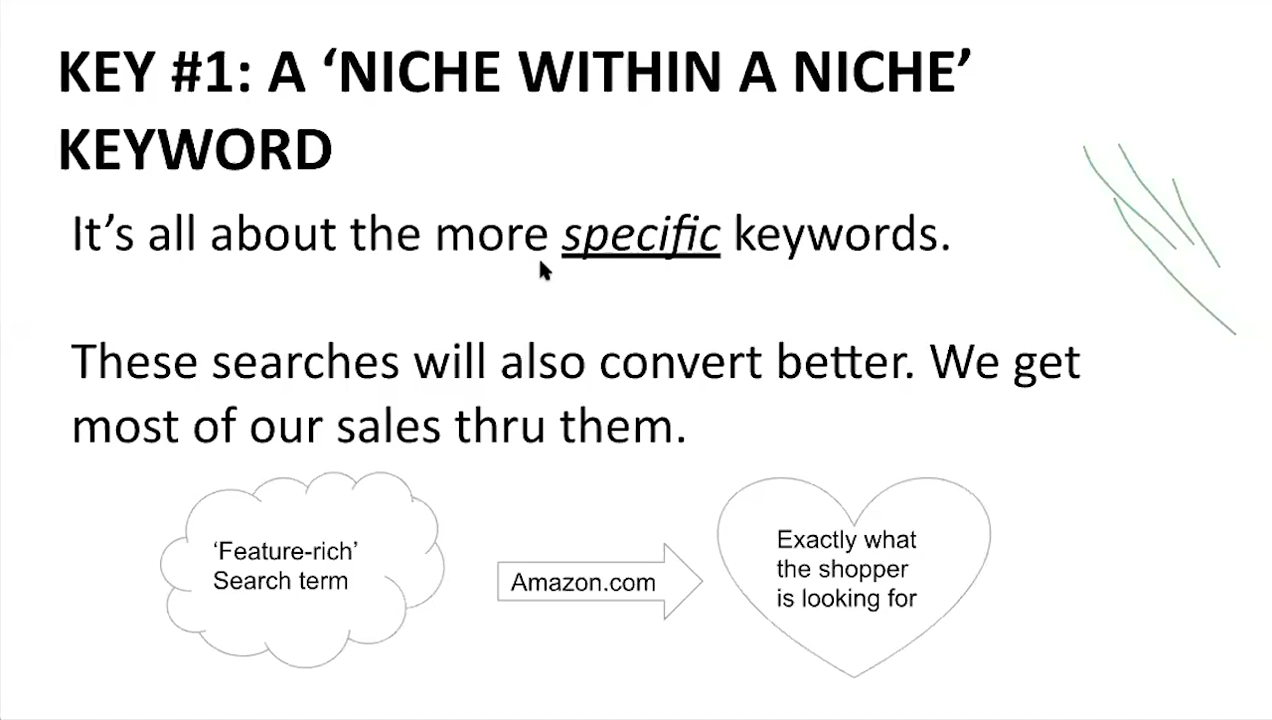 KEY #1: A ‘NICHE WITHIN A NICHE’
KEYWORD
It’s all about the more specific keywords.
These searches will also convert better. We get
most of our sales thru them.
‘Feature-rich’
Search term
Amazon.com
Exactly what
the shopper
is looking for